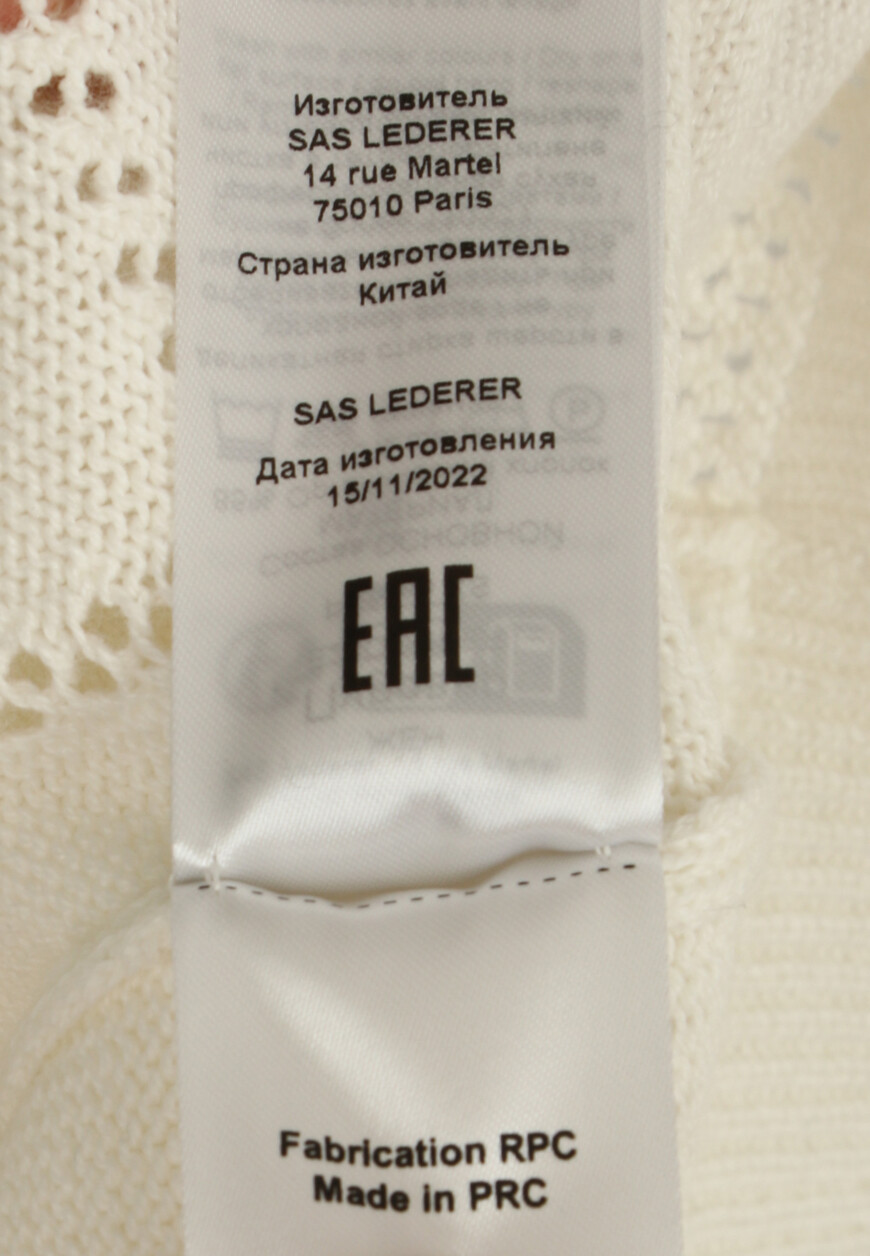 Изготовитель
SAS LEDERER
14 rue Martel
75010 Paris
Страна изготовитель
Китай
SAS LEDERER
Дата изготовления
15/11/2022
EAC
Fabrication RPC
Made in PRC